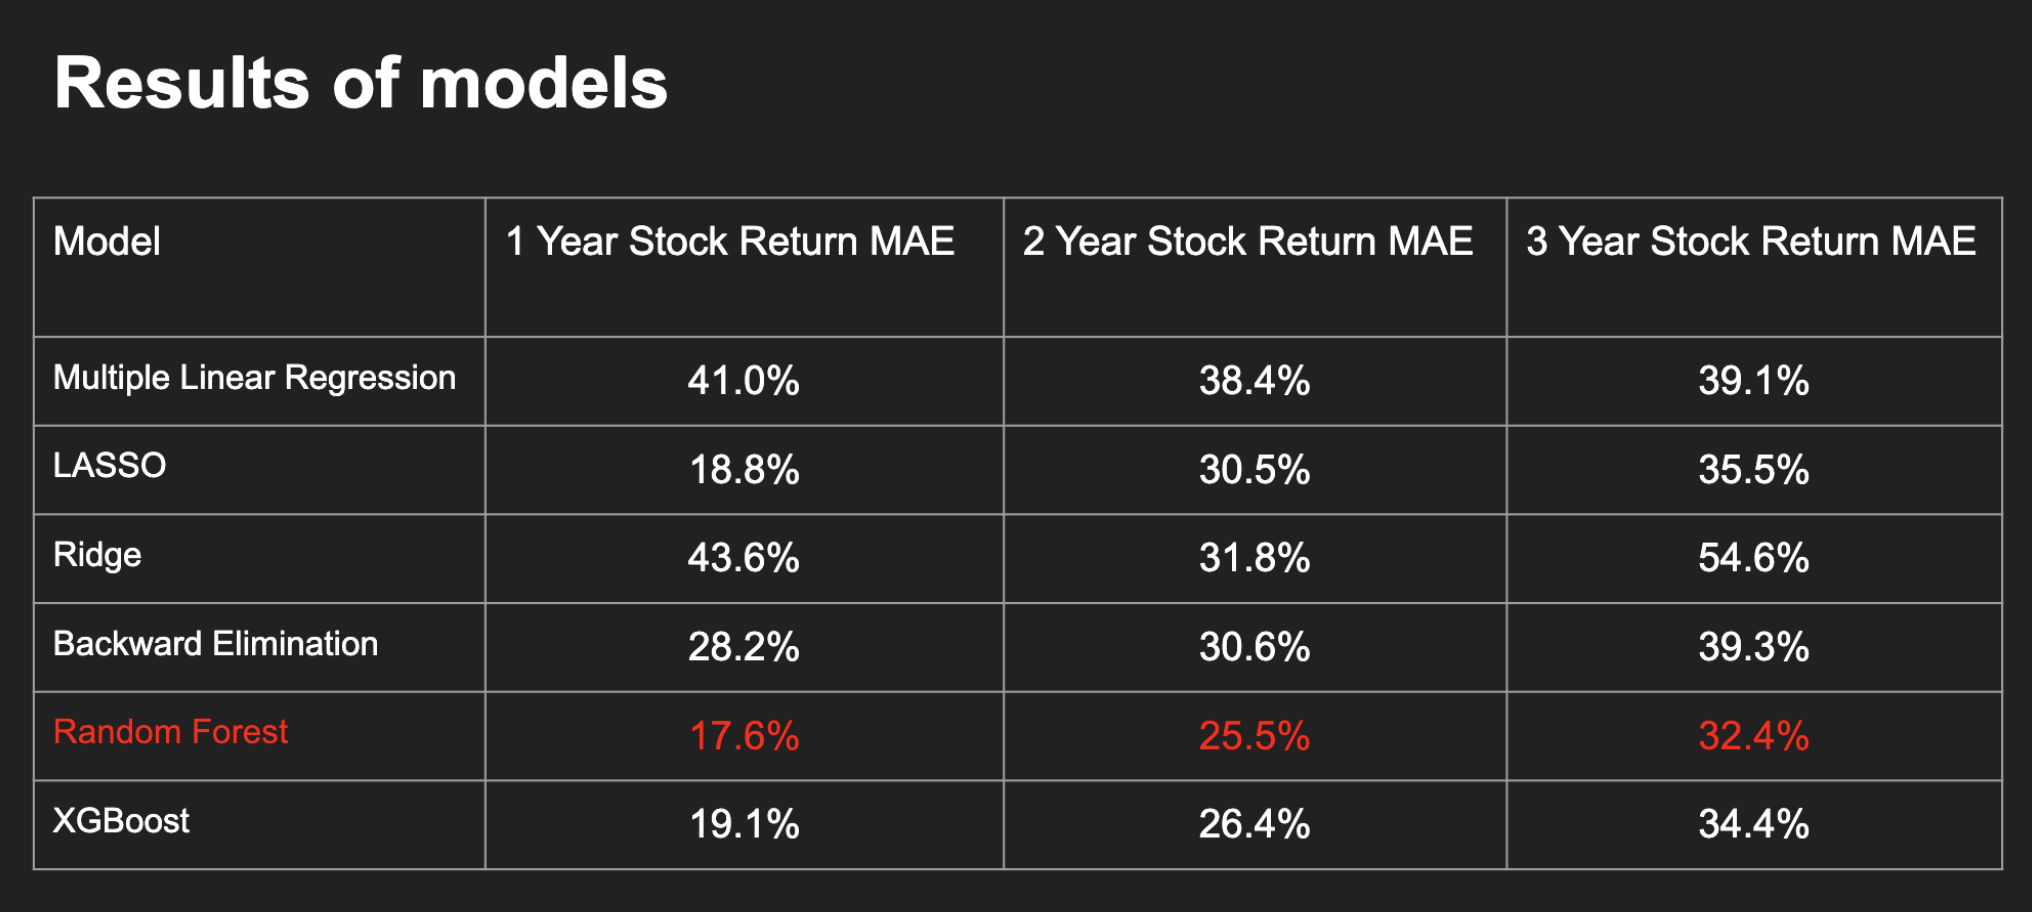 Results of models
Model 1 Year Stock Return MAE 2 Year Stock Return MAE 3 Year Stock Return MAE
Multiple Linear Regression 41.0% 38.4% 39.1%
LASSO 18.8% 30.5% 35.5%
Ridge 43.6% 31.8% 54.6%
Backward Elimination 28.2% 30.6% 39.3%
Random Forest 17.6% 25.5% 32.4%
XGBoost 19.1% 26.4% 34.4%